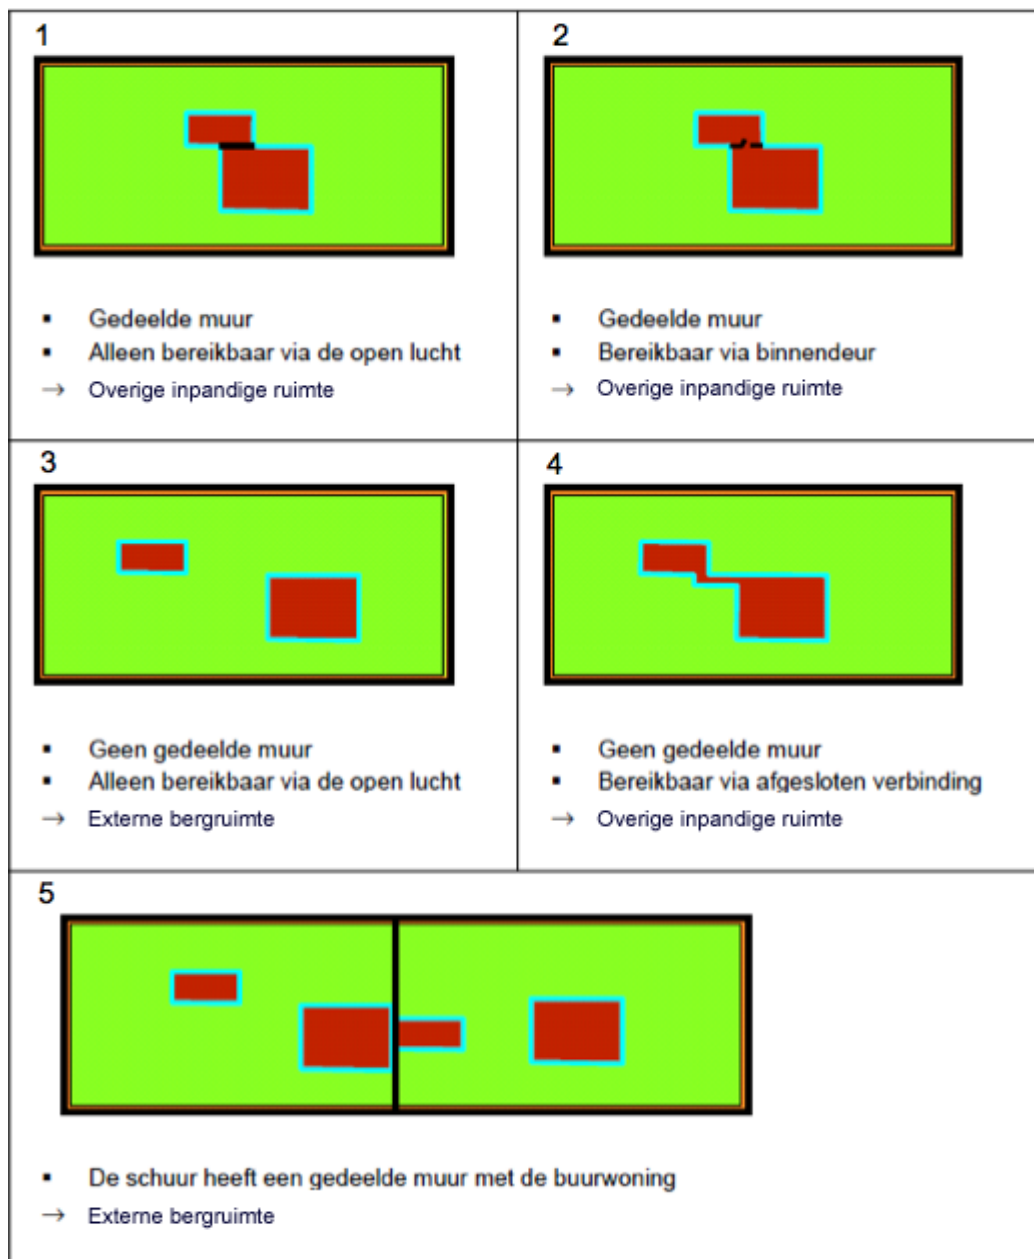 1
▪ Gedeelde muur
▪ Alleen bereikbaar via de open lucht
→ Overige inpandige ruimte
2
▪ Gedeelde muur
▪ Bereikbaar via binnendeur
→ Overige inpandige ruimte
3
▪ Geen gedeelde muur
▪ Alleen bereikbaar via de open lucht
→ Externe bergruimte
4
▪ Geen gedeelde muur
▪ Bereikbaar via afgesloten verbinding
→ Overige inpandige ruimte
5
▪ De schuur heeft een gedeelde muur met de buurwoning
→ Externe bergruimte